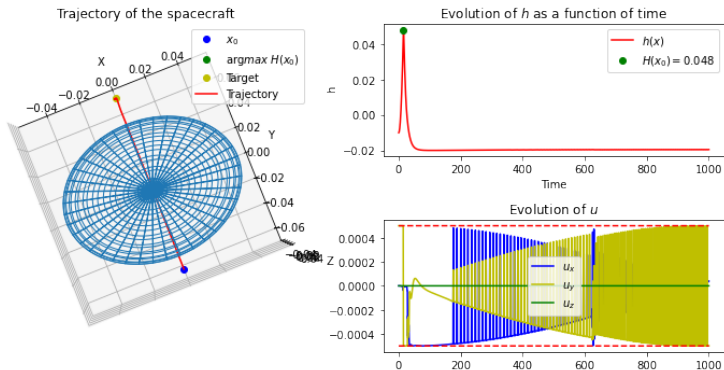 Trajectory of the spacecraft
x₀
argmax H(x₀)
Target
Trajectory
X
−0.04
−0.02
0.00
0.02
0.04
Y
0.02
0.00
−0.02
−0.04
−0.06
Z
Evolution of h as a function of time
h
0.04
0.02
0.00
−0.02
h(x)
H(x₀) = 0.048
0
200
400
600
800
1000
Time
Evolution of u
0.0004
0.0002
0.0000
−0.0002
−0.0004
uₓ
u_y
u_z
0
200
400
600
800
1000